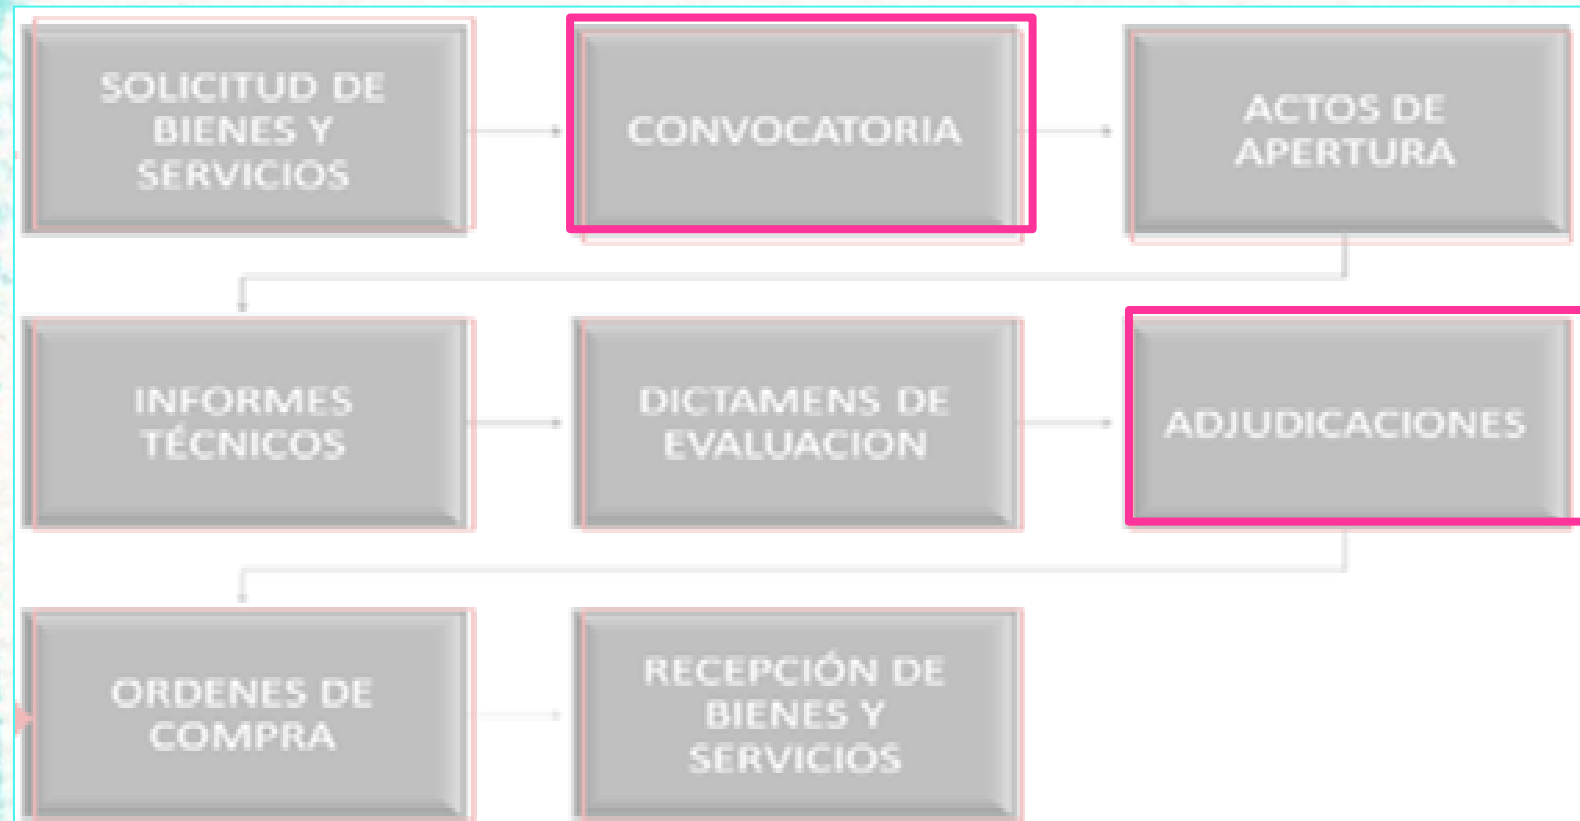 SOLICITUD DE
BIENES Y
SERVICIOS
CONVOCATORIA
ACTOS DE
APERTURA
INFORMES
TÉCNICOS
DICTAMENS DE
EVALUACION
ADJUDICACIONES
ORDENES DE
COMPRA
RECEPCIÓN DE
BIENES Y
SERVICIOS